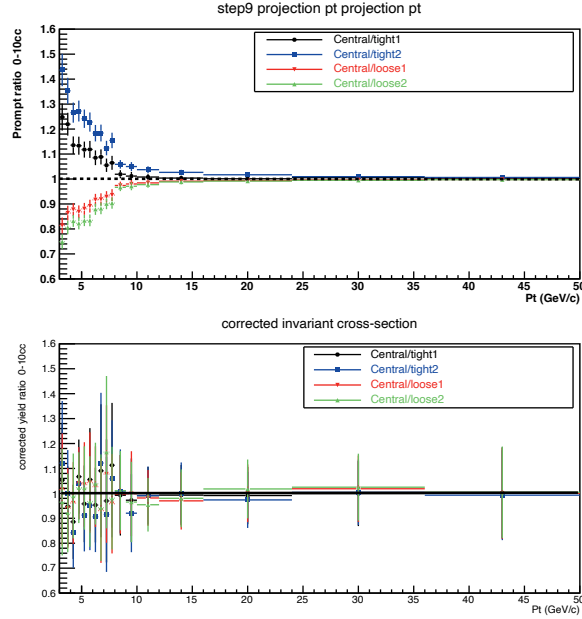 step9 projection pt projection pt
Prompt ratio 0-10cc
1.6
1.5
1.4
1.3
1.2
1.1
1
0.9
0.8
0.7
0.6
Central/tight1
Central/tight2
Central/loose1
Central/loose2
5 10 15 20 25 30 35 40 45 50
Pt (GeV/c)
corrected invariant cross-section
corrected yield ratio 0-10cc
1.6
1.5
1.4
1.3
1.2
1.1
1
0.9
0.8
0.7
0.6
Central/tight1
Central/tight2
Central/loose1
Central/loose2
5 10 15 20 25 30 35 40 45 50
Pt (GeV/c)